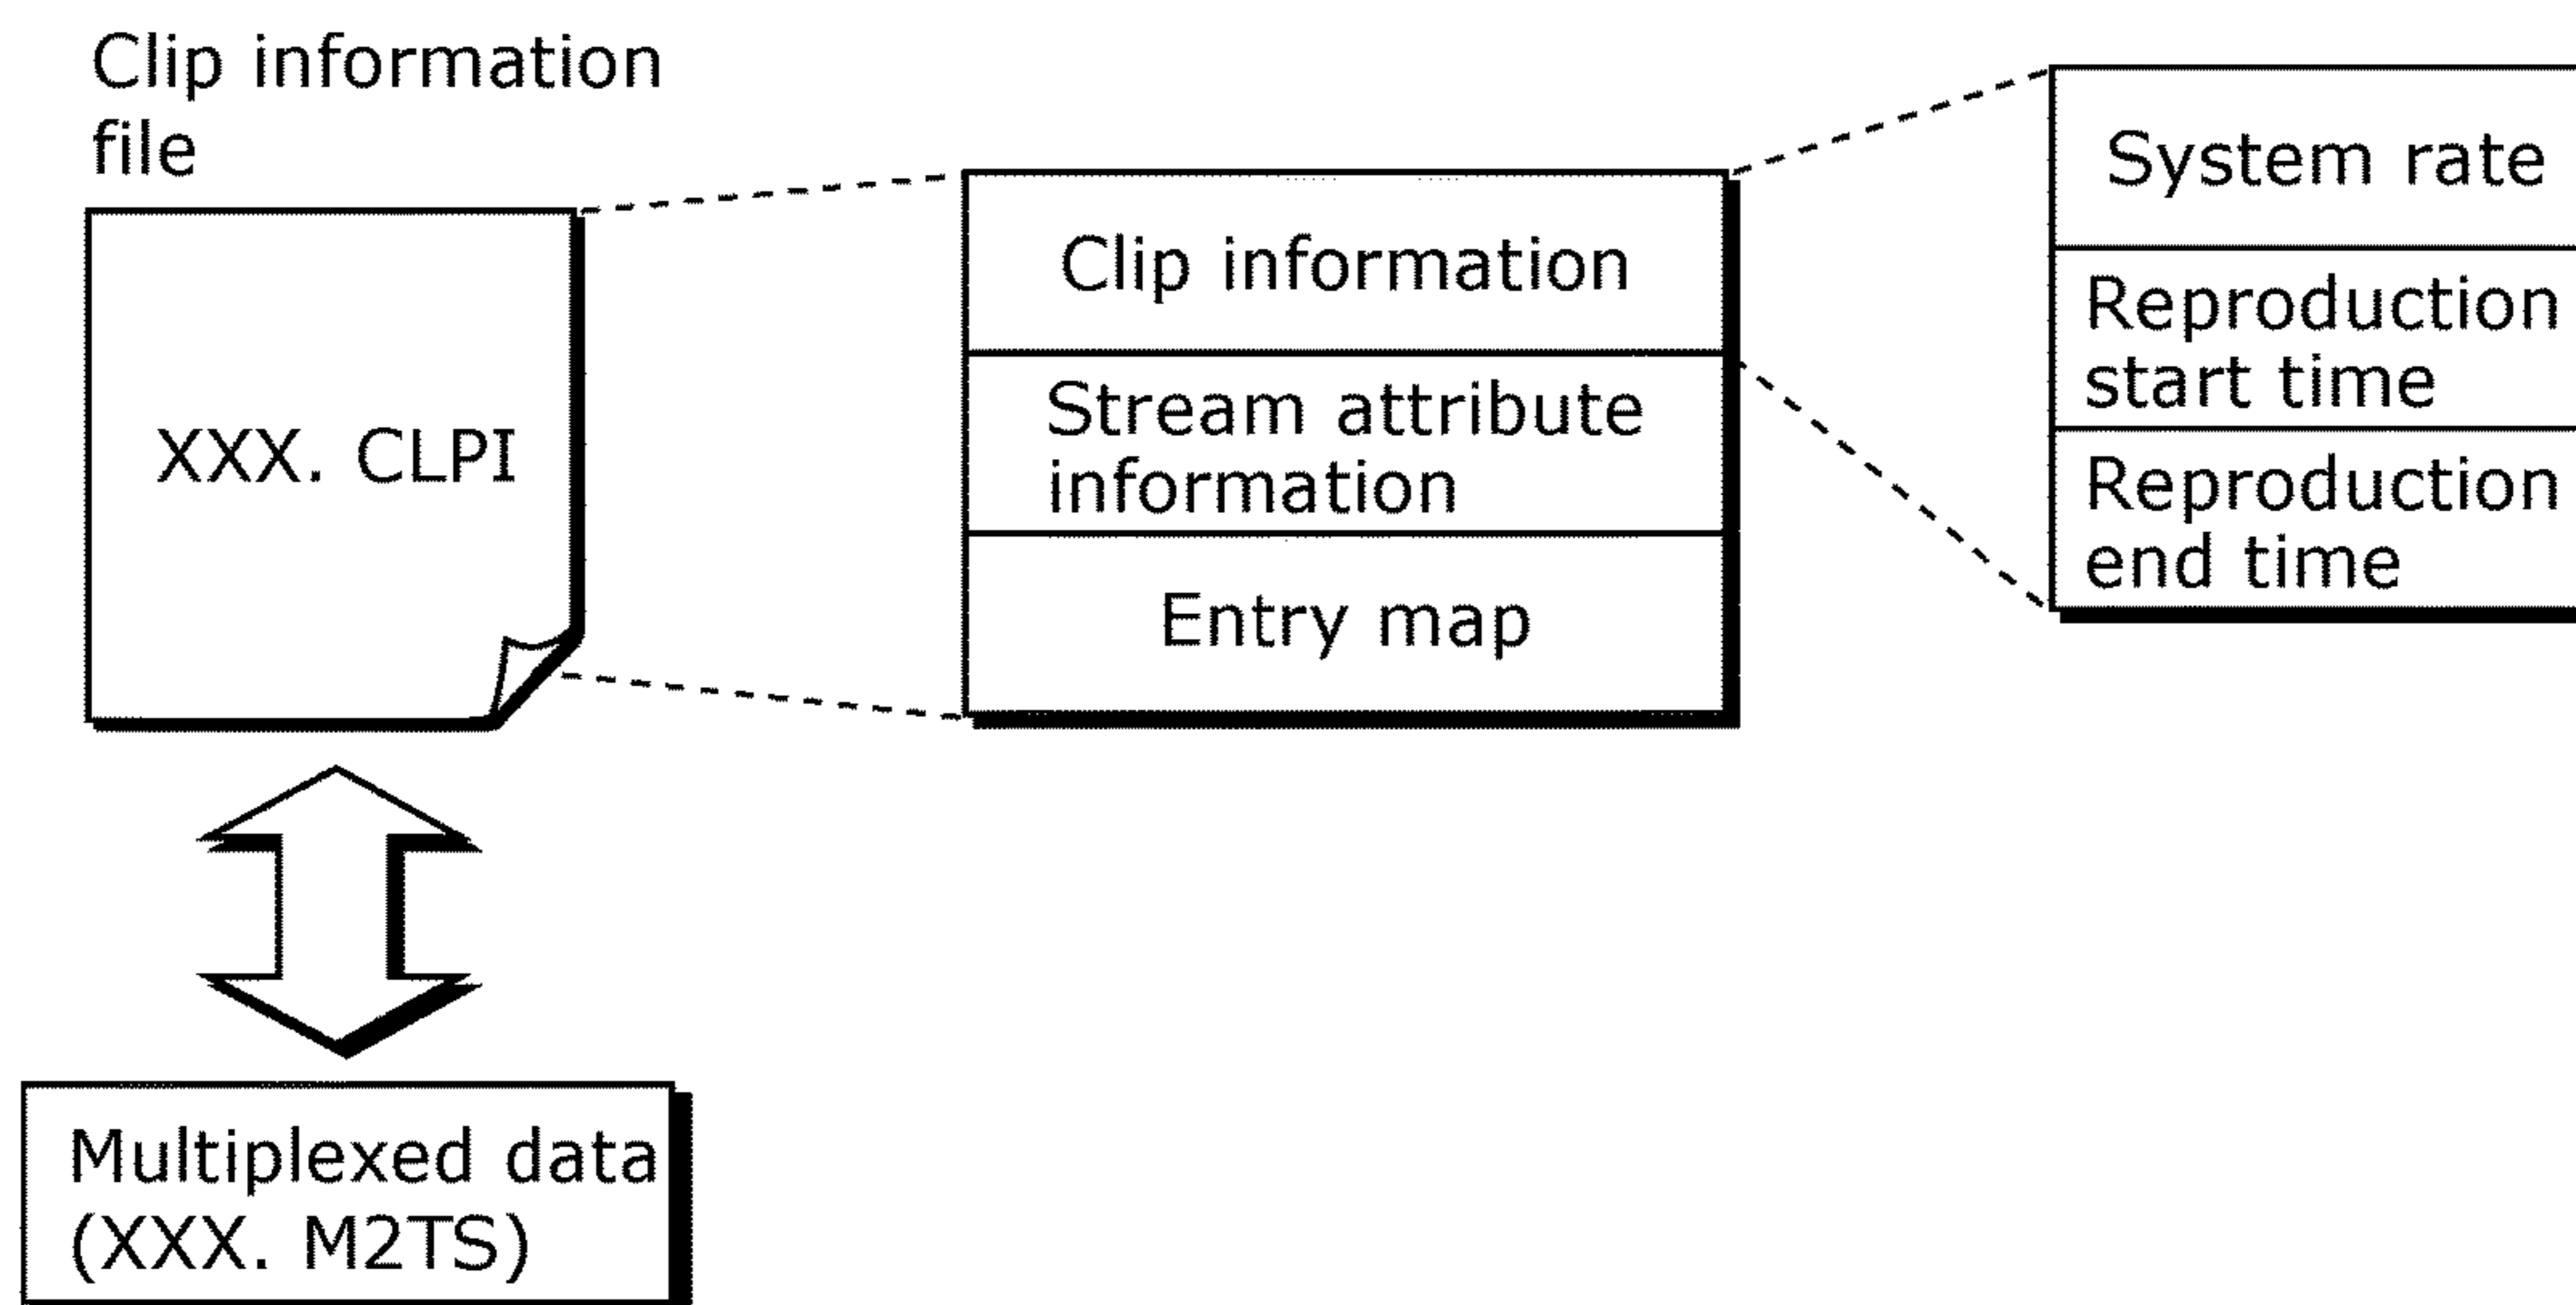 Clip information
file
XXX. CLPI
Multiplexed data
(XXX. M2TS)
Clip information
Stream attribute
information
Entry map
System rate
Reproduction
start time
Reproduction
end time